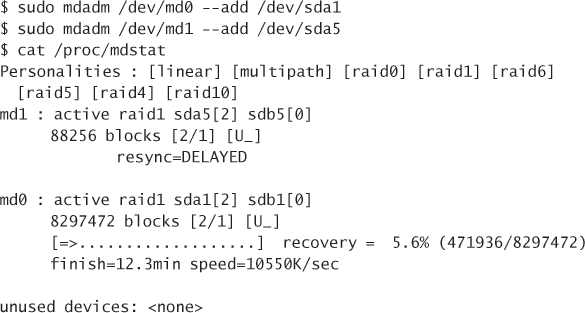 $ sudo mdadm /dev/md0 --add /dev/sda1
$ sudo mdadm /dev/md1 --add /dev/sda5
$ cat /proc/mdstat
Personalities : [linear] [multipath] [raid0] [raid1] [raid6]
[raid5] [raid4] [raid10]
md1 : active raid1 sda5[2] sdb5[0]
88256 blocks [2/1] [U_]
resync=DELAYED
md0 : active raid1 sda1[2] sdb1[0]
8297472 blocks [2/1] [U_]
[=>...................] recovery = 5.6% (471936/8297472)
finish=12.3min speed=10550K/sec
unused devices: <none>